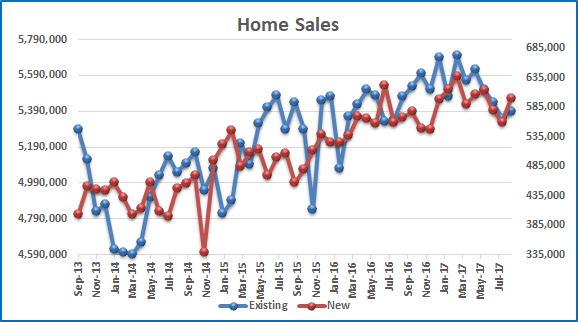 Home Sales
5,790,000
5,590,000
5,390,000
5,190,000
4,990,000
4,790,000
4,590,000
685,000
635,000
585,000
535,000
485,000
435,000
385,000
335,000
Sep-13
Nov-13
Jan-14
Mar-14
May-14
Jul-14
Sep-14
Nov-14
Jan-15
Mar-15
May-15
Jul-15
Sep-15
Nov-15
Jan-16
Mar-16
May-16
Jul-16
Sep-16
Nov-16
Jan-17
Mar-17
May-17
Jul-17
Existing New